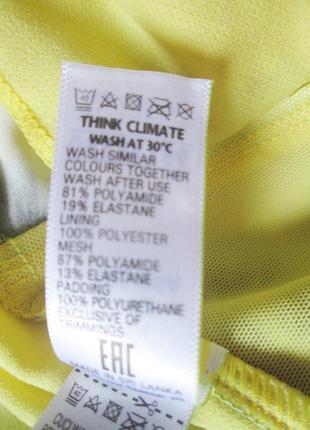 THINK CLIMATE
WASH AT 30°C
WASH SIMILAR
COLOURS TOGETHER
WASH AFTER USE
81% POLYAMIDE
19% ELASTANE
LINING
100% POLYESTER
MESH
87% POLYAMIDE
13% ELASTANE
PADDING
100% POLYURETHANE
EXCLUSIVE OF
TRIMMINGS
EAC
MADE IN SRI LANKA